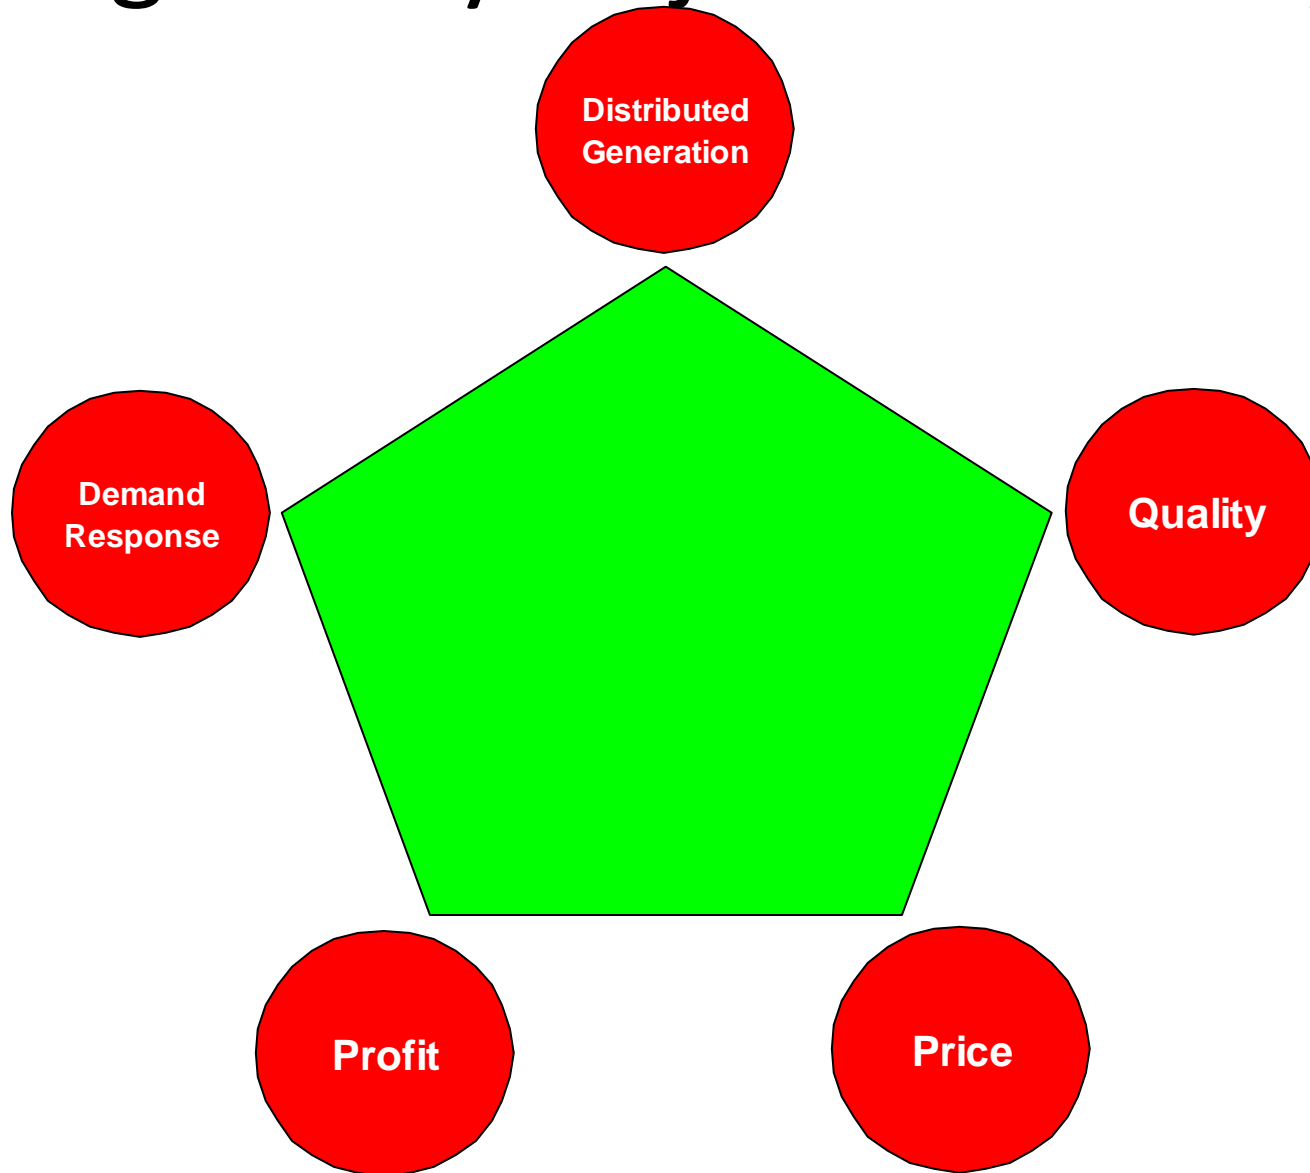 Distributed
Generation
Demand
Response
Quality
Profit
Price